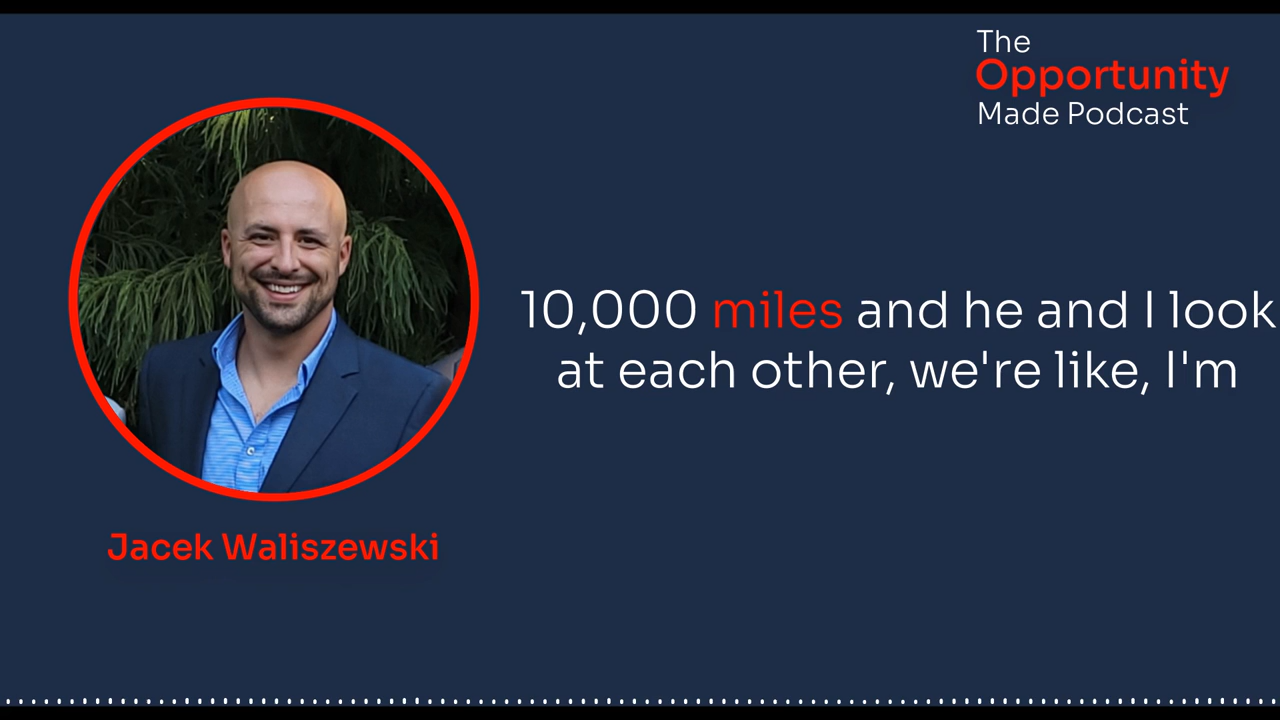 The
Opportunity
Made Podcast
10,000 miles and he and I look
at each other, we're like, I'm
Jacek Waliszewski